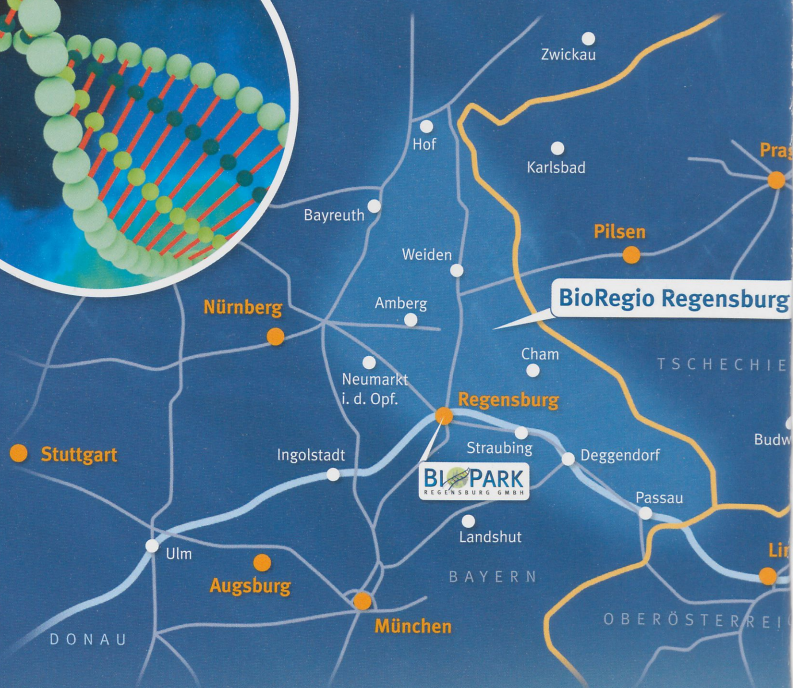 Zwickau
Hof
Karlsbad
Prag
Bayreuth
Pilsen
Weiden
BioRegio Regensburg
Nürnberg
Amberg
Cham
TSCHECHIE
Neumarkt
i. d. Opf.
Regensburg
Stuttgart
Ingolstadt
Straubing
Deggendorf
Budw
BIOPARK
REGENSBURG GMBH
Passau
Landshut
Ulm
Lin
Augsburg
BAYERN
OBERÖSTERREI
München
DONAU